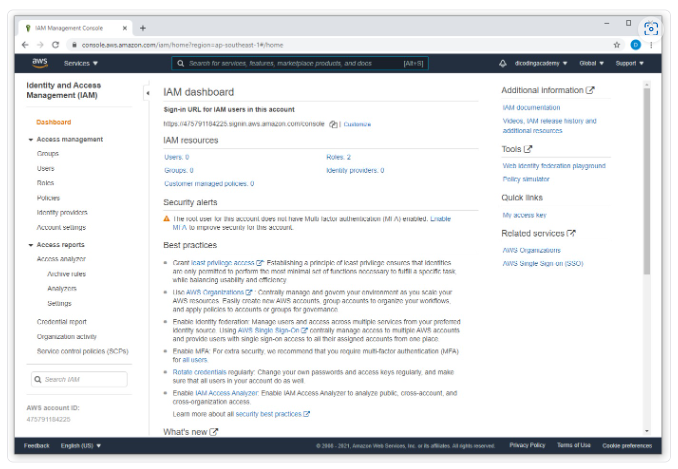 IAM Management Console
console.aws.amazon.com/iam/home?region=ap-southeast-1#/home
aws
Services
Search for services, features, marketplace products, and docs
[Alt+S]
dicodingacademy
Global
Support
Identity and Access
Management (IAM)
Dashboard
Access management
Groups
Users
Roles
Policies
Identity providers
Account settings
Access reports
Access analyzer
Archive rules
Analyzers
Settings
Credential report
Organization activity
Service control policies (SCPs)
Search IAM
AWS account ID:
475791164225
IAM dashboard
Sign-in URL for IAM users in this account
https://475791164225.signin.aws.amazon.com/console
Customize
IAM resources
Users: 0
Roles: 2
Groups: 0
Identity providers: 0
Customer managed policies: 0
Security alerts
The root user for this account does not have Multi-factor authentication (MFA) enabled. Enable
MFA to improve security for this account.
Best practices
Grant least privilege access : Establishing a principle of least privilege ensures that identities
are only permitted to perform the most minimal set of functions necessary to fulfill a specific task,
while balancing usability and efficiency.
Use AWS Organizations : Centrally manage and govern your environment as you scale your
AWS resources. Easily create new AWS accounts, group accounts to organize your workflows,
and apply policies to accounts or groups for governance.
Enable Identity federation: Manage users and access across multiple services from your preferred
identity source. Using AWS Single Sign-On centrally manage access to multiple AWS accounts
and provide users with single sign-on access to all their assigned accounts from one place.
Enable MFA: For extra security, we recommend that you require multi-factor authentication (MFA)
for all users.
Rotate credentials regularly: Change your own passwords and access keys regularly, and make
sure that all users in your account do as well.
Enable IAM Access Analyzer: Enable IAM Access Analyzer to analyze public, cross-account, and
cross-organization access.
Learn more about all security best practices
What's new
Additional information
IAM documentation
Videos, IAM release history and
additional resources
Tools
Web identity federation playground
Policy simulator
Quick links
My access key
Related services
AWS Organizations
AWS Single Sign-on (SSO)
Feedback
English (US)
© 2008 - 2021, Amazon Web Services, Inc. or its affiliates. All rights reserved.
Privacy Policy
Terms of Use
Cookie preferences